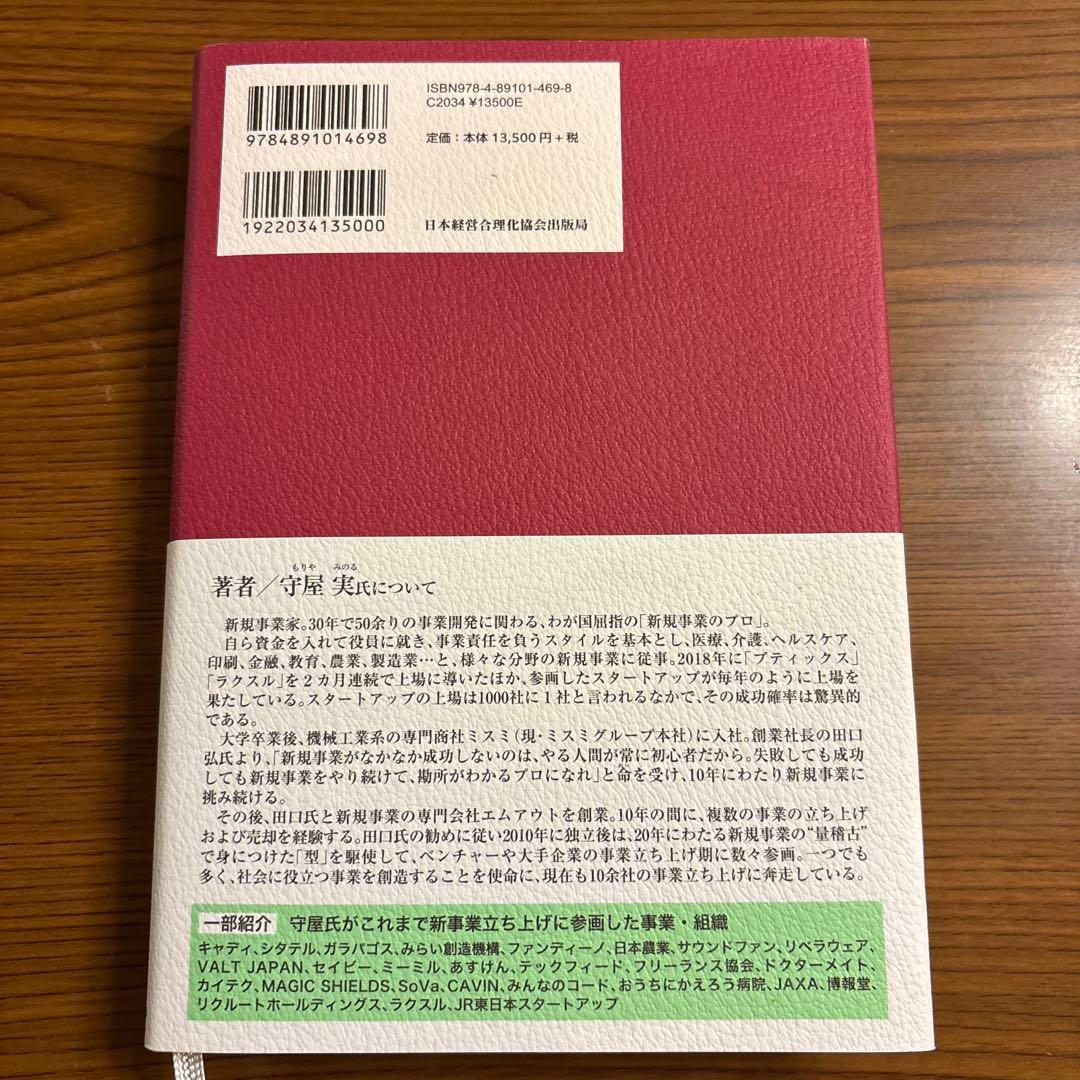 ISBN978-4-89101-469-8
C2034 ¥13500E
9784891014698
定価：本体 13,500円＋税
1922034135000
日本経営合理化協会出版局
もりや みのる
著者／守屋 実氏について
新規事業家。30年で50余りの事業開発に関わる、わが国屈指の「新規事業のプロ」。
自ら資金を入れて役員に就き、事業責任を負うスタイルを基本とし、医療、介護、ヘルスケア、
印刷、金融、教育、農業、製造業…と、様々な分野の新規事業に従事。2018年に「ブティックス」
「ラクスル」を２カ月連続で上場に導いたほか、参画したスタートアップが毎年のように上場を
果たしている。スタートアップの上場は1000社に１社と言われるなかで、その成功確率は驚異的
である。
大学卒業後、機械工業系の専門商社ミスミ（現・ミスミグループ本社）に入社。創業社長の田口
弘氏より、「新規事業がなかなか成功しないのは、やる人間が常に初心者だから。失敗しても成功
しても新規事業をやり続けて、勘所がわかるプロになれ」と命を受け、10年にわたり新規事業に
挑み続ける。
その後、田口氏と新規事業の専門会社エムアウトを創業。10年の間に、複数の事業の立ち上げ
および売却を経験する。田口氏の勧めに従い2010年に独立後は、20年にわたる新規事業の“量稽古”
で身につけた「型」を駆使して、ベンチャーや大手企業の事業立ち上げ期に数々参画。一つでも
多く、社会に役立つ事業を創造することを使命に、現在も10余社の事業立ち上げに奔走している。
一部紹介 守屋氏がこれまで新事業立ち上げに参画した事業・組織
キャディ、シタテル、ガラパゴス、みらい創造機構、ファンディーノ、日本農業、サウンドファン、リベラウェア、
VALT JAPAN、セイビー、ミーミル、あすけん、テックフィード、フリーランス協会、ドクターメイト、
カイテク、MAGIC SHIELDS、SoVa、CAVIN、みんなのコード、おうちにかえろう病院、JAXA、博報堂、
リクルートホールディングス、ラクスル、JR東日本スタートアップ